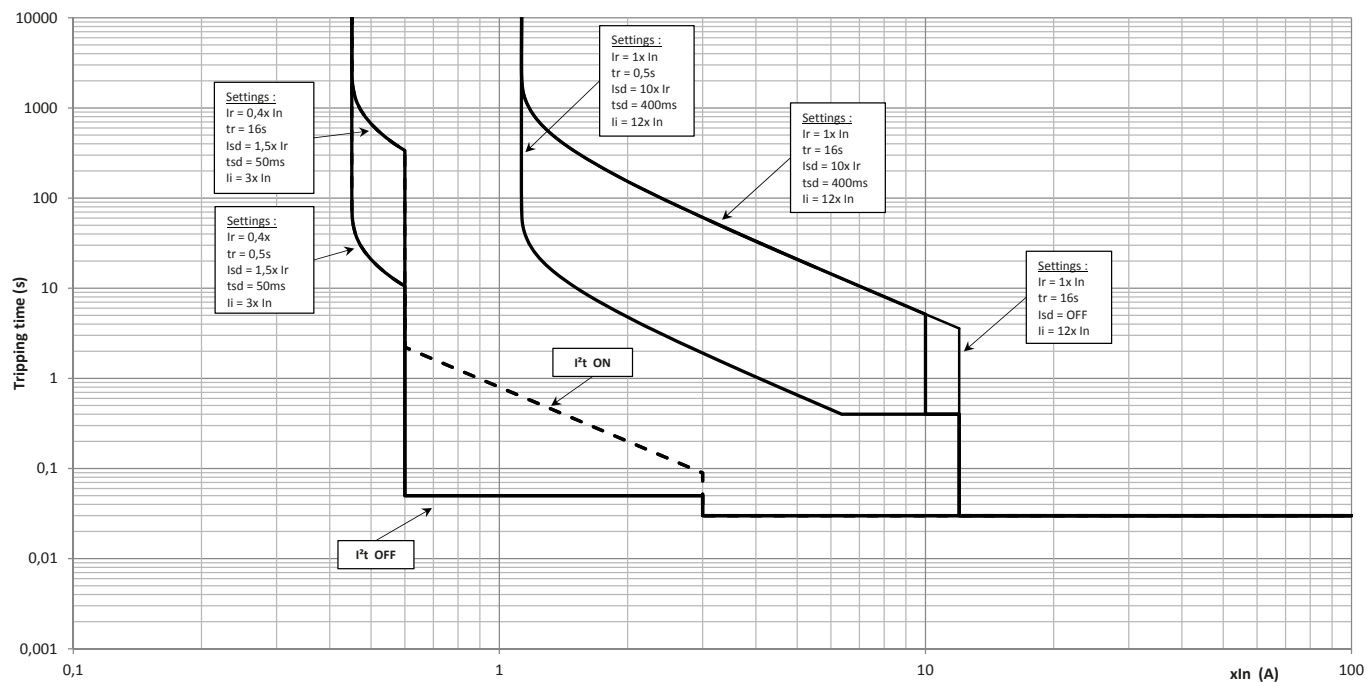 10000
1000
100
10
1
0,1
0,01
0,001
Tripping time (s)
0,1
1
10
100
xIn (A)
Settings :
Ir = 0,4x In
tr = 16s
Isd = 1,5x Ir
tsd = 50ms
Ii = 3x In
Settings :
Ir = 0,4x
tr = 0,5s
Isd = 1,5x Ir
tsd = 50ms
Ii = 3x In
Settings :
Ir = 1x In
tr = 0,5s
Isd = 10x Ir
tsd = 400ms
Ii = 12x In
Settings :
Ir = 1x In
tr = 16s
Isd = 10x Ir
tsd = 400ms
Ii = 12x In
Settings :
Ir = 1x In
tr = 16s
Isd = OFF
Ii = 12x In
I²t ON
I²t OFF